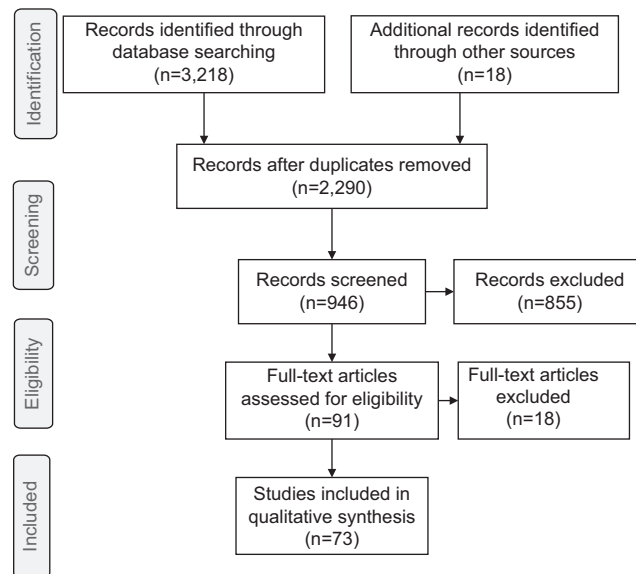 Identification
Records identified through
database searching
(n=3,218)
Additional records identified
through other sources
(n=18)
Records after duplicates removed
(n=2,290)
Screening
Records screened
(n=946)
Records excluded
(n=855)
Eligibility
Full-text articles
assessed for eligibility
(n=91)
Full-text articles
excluded
(n=18)
Included
Studies included in
qualitative synthesis
(n=73)